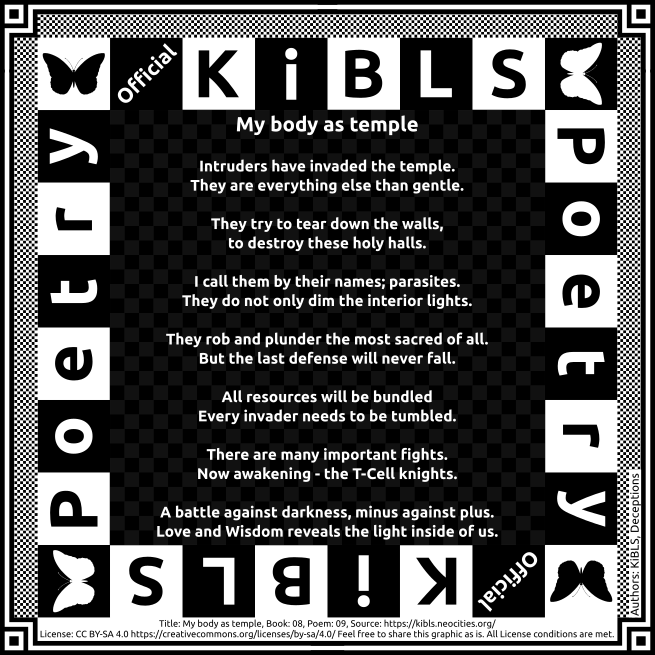 Official KiBLS
Poetry
My body as temple
Intruders have invaded the temple.
They are everything else than gentle.
They try to tear down the walls,
to destroy these holy halls.
I call them by their names; parasites.
They do not only dim the interior lights.
They rob and plunder the most sacred of all.
But the last defense will never fall.
All resources will be bundled
Every invader needs to be tumbled.
There are many important fights.
Now awakening - the T-Cell knights.
A battle against darkness, minus against plus.
Love and Wisdom reveals the light inside of us.
Poetry
Official KiBLS
Authors: KiBLS, Deceptions
Title: My body as temple, Book: 08, Poem: 09, Source: https://kibls.neocities.org/
License: CC BY-SA 4.0 https://creativecommons.org/licenses/by-sa/4.0/ Feel free to share this graphic as is. All License conditions are met.